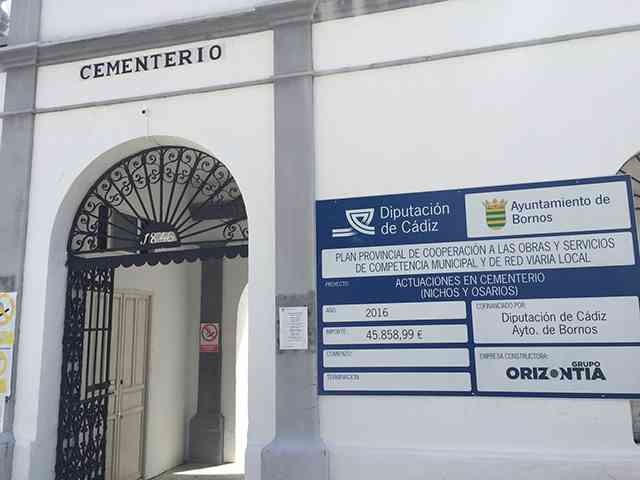 CEMENTERIO
Diputación
de Cádiz
Ayuntamiento de
Bornos
PLAN PROVINCIAL DE COOPERACIÓN A LAS OBRAS Y SERVICIOS
DE COMPETENCIA MUNICIPAL Y DE RED VIARIA LOCAL
PROYECTO:
ACTUACIONES EN CEMENTERIO
(NICHOS Y OSARIOS)
AÑO: 2016
IMPORTE: 45.858,99 €
COMIENZO:
TERMINACIÓN:
COFINANCIADO POR:
Diputación de Cádiz
Ayto. de Bornos
EMPRESA CONSTRUCTORA:
GRUPO
ORIZONTIA